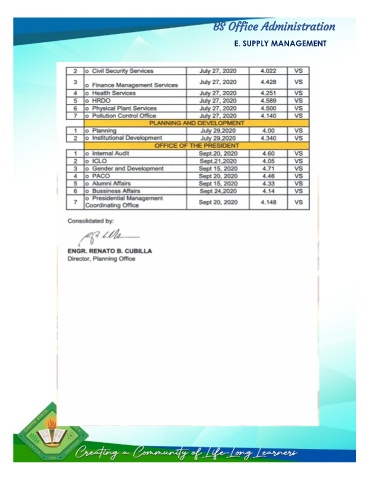 BS Office Administration
E. SUPPLY MANAGEMENT
2 o Civil Security Services July 27, 2020 4.022 VS
3 o Finance Management Services July 27, 2020 4.428 VS
4 o Health Services July 27, 2020 4.251 VS
5 o HRDO July 27, 2020 4.589 VS
6 o Physical Plant Services July 27, 2020 4.500 VS
7 o Pollution Control Office July 27, 2020 4.140 VS
PLANNING AND DEVELOPMENT
1 o Planning July 29,2020 4.00 VS
2 o Institutional Development July 29,2020 4.340 VS
OFFICE OF THE PRESIDENT
1 o Internal Audit Sept.20, 2020 4.60 VS
2 o ICLO Sept.21,2020 4.05 VS
3 o Gender and Development Sept 15, 2020 4.71 VS
4 o PACO Sept 20, 2020 4.46 VS
5 o Alumni Affairs Sept 15, 2020 4.33 VS
6 o Bussiness Affairs Sept 24,2020 4.14 VS
7 o Presidential Management Coordinating Office Sept 20, 2020 4.148 VS
Consolidated by:
ENGR. RENATO B. CUBILLA
Director, Planning Office
Creating a Community of Life-Long Learners